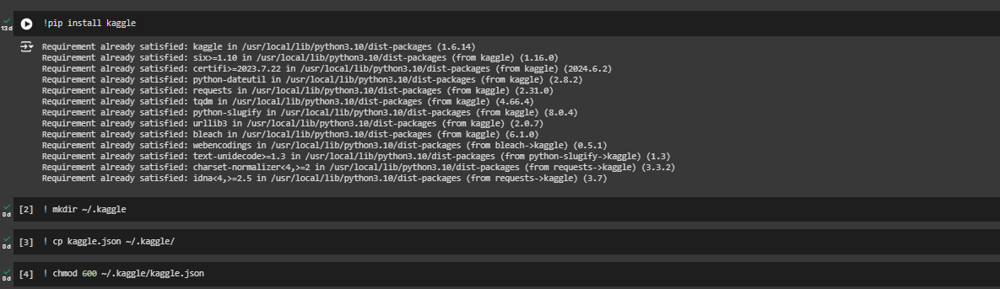 13 d
!pip install kaggle
Requirement already satisfied: kaggle in /usr/local/lib/python3.10/dist-packages (1.6.14)
Requirement already satisfied: six>=1.10 in /usr/local/lib/python3.10/dist-packages (from kaggle) (1.16.0)
Requirement already satisfied: certifi>=2023.7.22 in /usr/local/lib/python3.10/dist-packages (from kaggle) (2024.6.2)
Requirement already satisfied: python-dateutil in /usr/local/lib/python3.10/dist-packages (from kaggle) (2.8.2)
Requirement already satisfied: requests in /usr/local/lib/python3.10/dist-packages (from kaggle) (2.31.0)
Requirement already satisfied: tqdm in /usr/local/lib/python3.10/dist-packages (from kaggle) (4.66.4)
Requirement already satisfied: python-slugify in /usr/local/lib/python3.10/dist-packages (from kaggle) (8.0.4)
Requirement already satisfied: urllib3 in /usr/local/lib/python3.10/dist-packages (from kaggle) (2.0.7)
Requirement already satisfied: bleach in /usr/local/lib/python3.10/dist-packages (from kaggle) (6.1.0)
Requirement already satisfied: webencodings in /usr/local/lib/python3.10/dist-packages (from bleach->kaggle) (0.5.1)
Requirement already satisfied: text-unidecode>=1.3 in /usr/local/lib/python3.10/dist-packages (from python-slugify->kaggle) (1.3)
Requirement already satisfied: charset-normalizer<4,>=2 in /usr/local/lib/python3.10/dist-packages (from requests->kaggle) (3.3.2)
Requirement already satisfied: idna<4,>=2.5 in /usr/local/lib/python3.10/dist-packages (from requests->kaggle) (3.7)
0 d
[2] ! mkdir ~/.kaggle
0 d
[3] ! cp kaggle.json ~/.kaggle/
0 d
[4] ! chmod 600 ~/.kaggle/kaggle.json